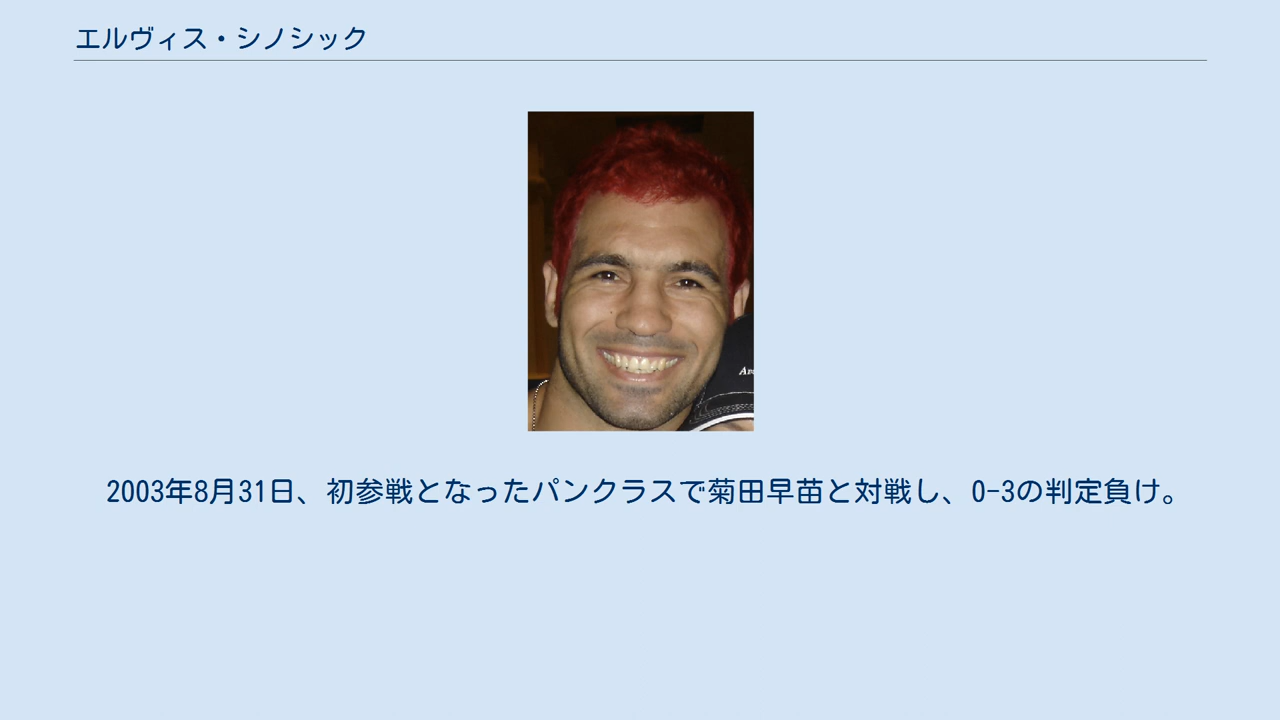 エルヴィス・シノシック
2003年8月31日、初参戦となったパンクラスで菊田早苗と対戦し、0-3の判定負け。